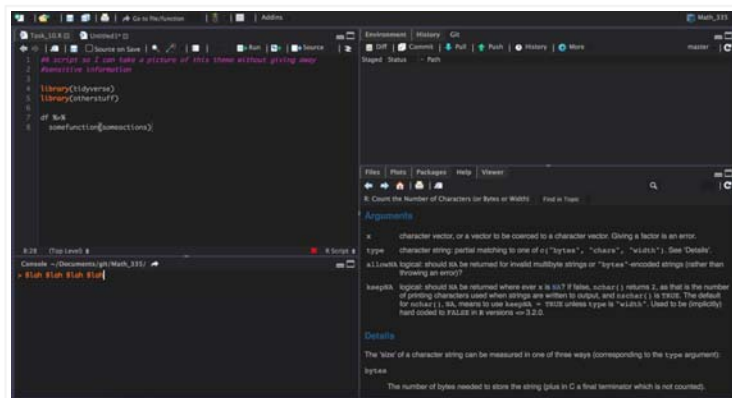 Go to File/Function
Addins
Math_335
Task_10.R
Untitled1*
Source on Save
Run
Source
1 #A script so I can take a picture of this theme without giving away
2 #sensitive information
3
4 library(tidyverse)
5 library(otherstuff)
6
7 df %>%
8 somefunction(someactions)
8:28 (Top Level) R Script
Console ~/Documents/git/Math_335/
> Blah Blah Blah Blah
Environment History Git
Diff Commit Pull Push History More master
Staged Status Path
Files Plots Packages Help Viewer
R: Count the Number of Characters (or Bytes or Width) Find in Topic
Arguments
x character vector, or a vector to be coerced to a character vector. Giving a factor is an error.
type character string: partial matching to one of c("bytes", "chars", "width"). See 'Details'.
allowNA logical: should NA be returned for invalid multibyte strings or "bytes"-encoded strings (rather than
throwing an error)?
keepNA logical: should NA be returned where ever x is NA? If false, nchar() returns 2, as that is the number
of printing characters used when strings are written to output, and nzchar() is TRUE. The default
for nchar(), NA, means to use keepNA = TRUE unless type is "width". Used to be (implicitly)
hard coded to FALSE in R versions <= 3.2.0.
Details
The 'size' of a character string can be measured in one of three ways (corresponding to the type argument):
bytes
The number of bytes needed to store the string (plus in C a final terminator which is not counted).